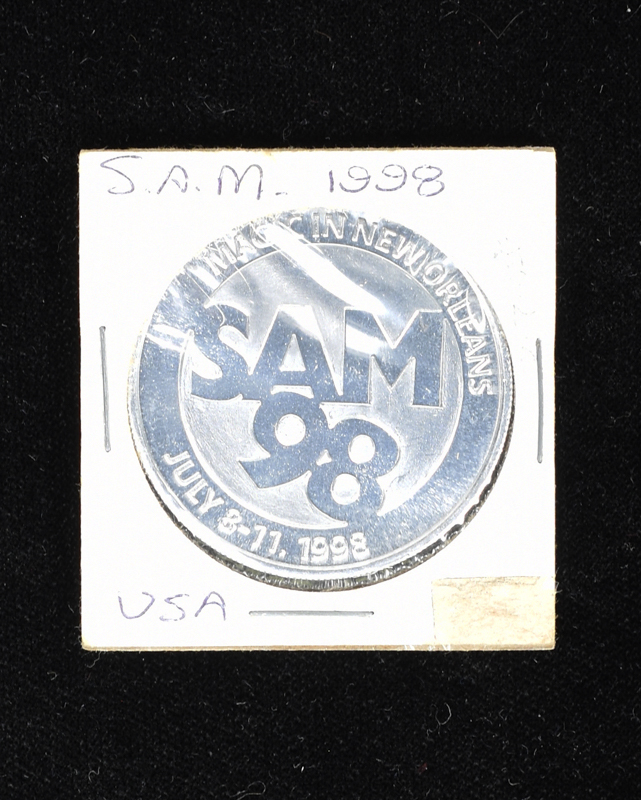 S.A.M. 1998
MAGIC IN NEW ORLEANS
SAM
98
JULY 8-11, 1998
USA